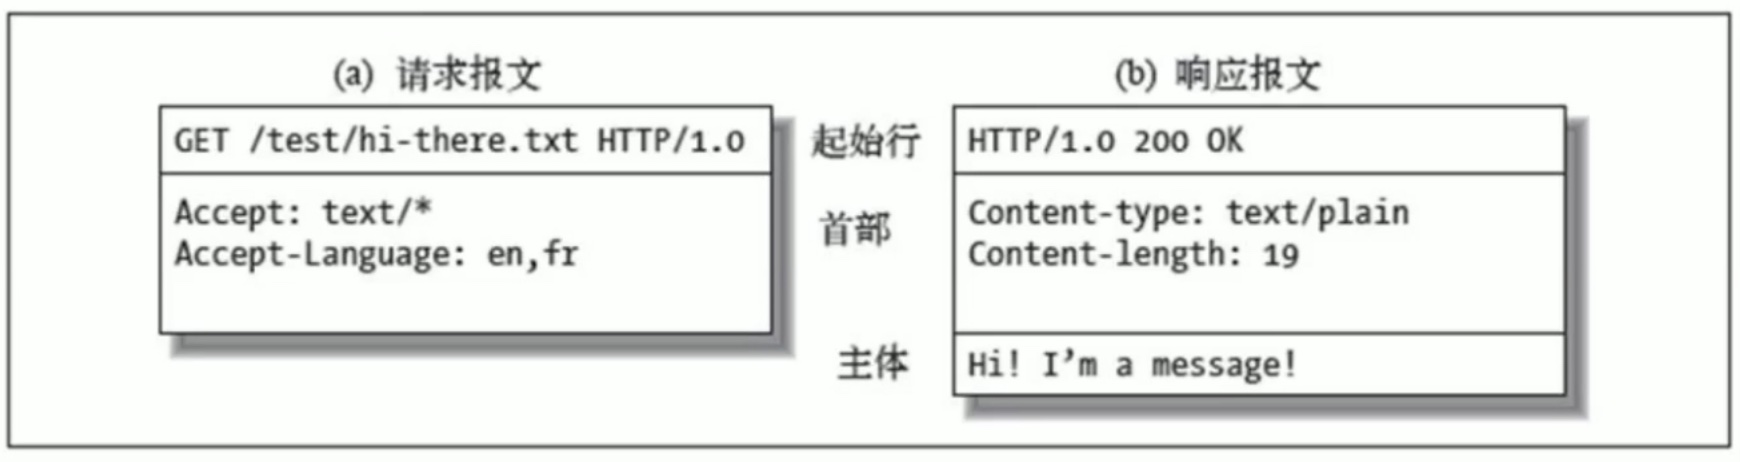 (a) 请求报文
GET /test/hi-there.txt HTTP/1.0
Accept: text/*
Accept-Language: en,fr
起始行
首部
主体
(b) 响应报文
HTTP/1.0 200 OK
Content-type: text/plain
Content-length: 19
Hi! I’m a message!